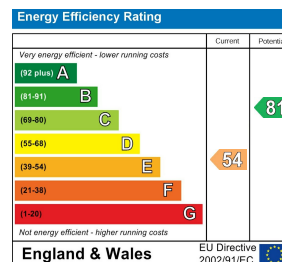 Energy Efficiency Rating
Current Potenti
Very energy efficient - lower running costs
(92 plus) A
(81-91) B
81
(69-80) C
(55-68) D
(39-54) E
54
(21-38) F
(1-20) G
Not energy efficient - higher running costs
England & Wales
EU Directive
2002/91/EC